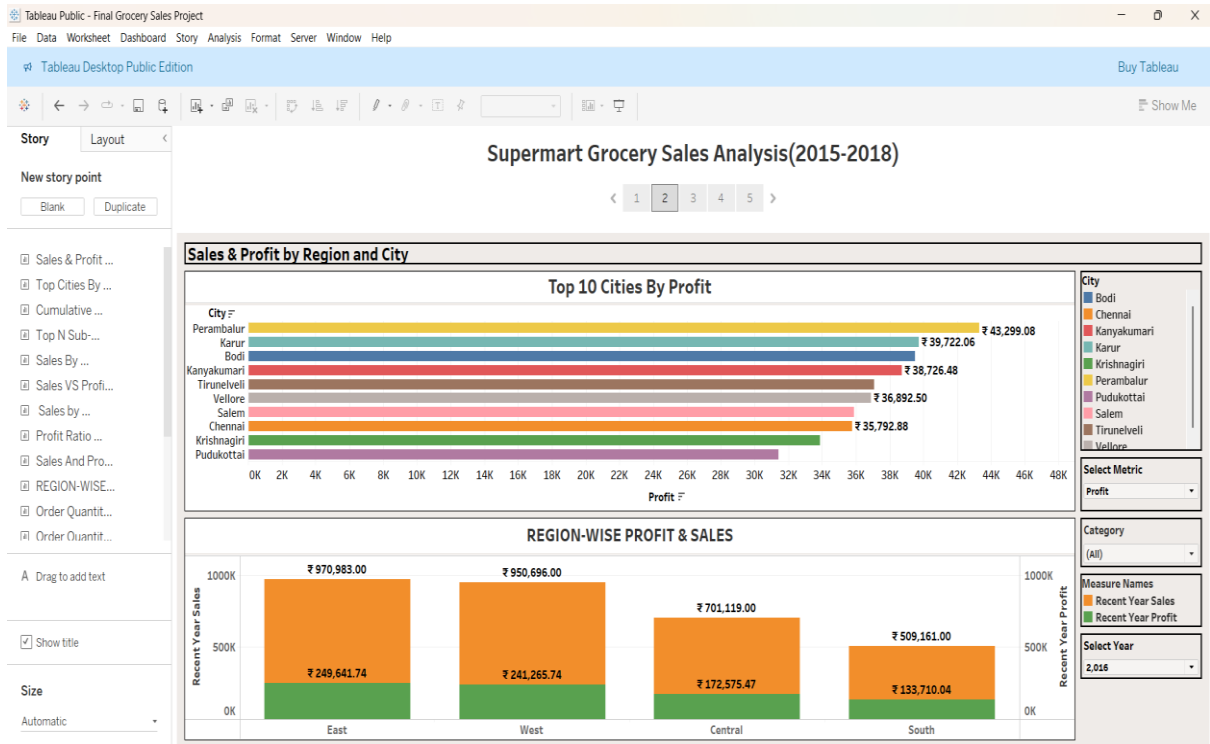 Tableau Public - Final Grocery Sales Project
File Data Worksheet Dashboard Story Analysis Format Server Window Help
Tableau Desktop Public Edition
Buy Tableau
Show Me
Story Layout
New story point
Blank Duplicate
Sales & Profit ...
Top Cities By ...
Cumulative ...
Top N Sub-...
Sales By ...
Sales VS Profi...
Sales by ...
Profit Ratio ...
Sales And Pro...
REGION-WISE...
Order Quantit...
Order Quantit...
A Drag to add text
Show title
Size
Automatic
Supermart Grocery Sales Analysis(2015-2018)
1 2 3 4 5
Sales & Profit by Region and City
Top 10 Cities By Profit
City
Perambalur ₹ 43,299.08
Karur ₹ 39,722.06
Bodi
Kanyakumari ₹ 38,726.48
Tirunelveli
Vellore ₹ 36,892.50
Salem
Chennai ₹ 35,792.88
Krishnagiri
Pudukottai
0K 2K 4K 6K 8K 10K 12K 14K 16K 18K 20K 22K 24K 26K 28K 30K 32K 34K 36K 38K 40K 42K 44K 46K 48K
Profit
City
Bodi
Chennai
Kanyakumari
Karur
Krishnagiri
Perambalur
Pudukottai
Salem
Tirunelveli
Vellore
Select Metric
Profit
Category
(All)
Measure Names
Recent Year Sales
Recent Year Profit
Select Year
2,016
REGION-WISE PROFIT & SALES
Recent Year Sales
1000K
500K
0K
₹ 970,983.00 ₹ 950,696.00 ₹ 701,119.00 ₹ 509,161.00
₹ 249,641.74 ₹ 241,265.74 ₹ 172,575.47 ₹ 133,710.04
East West Central South
1000K
500K
0K
Recent Year Profit